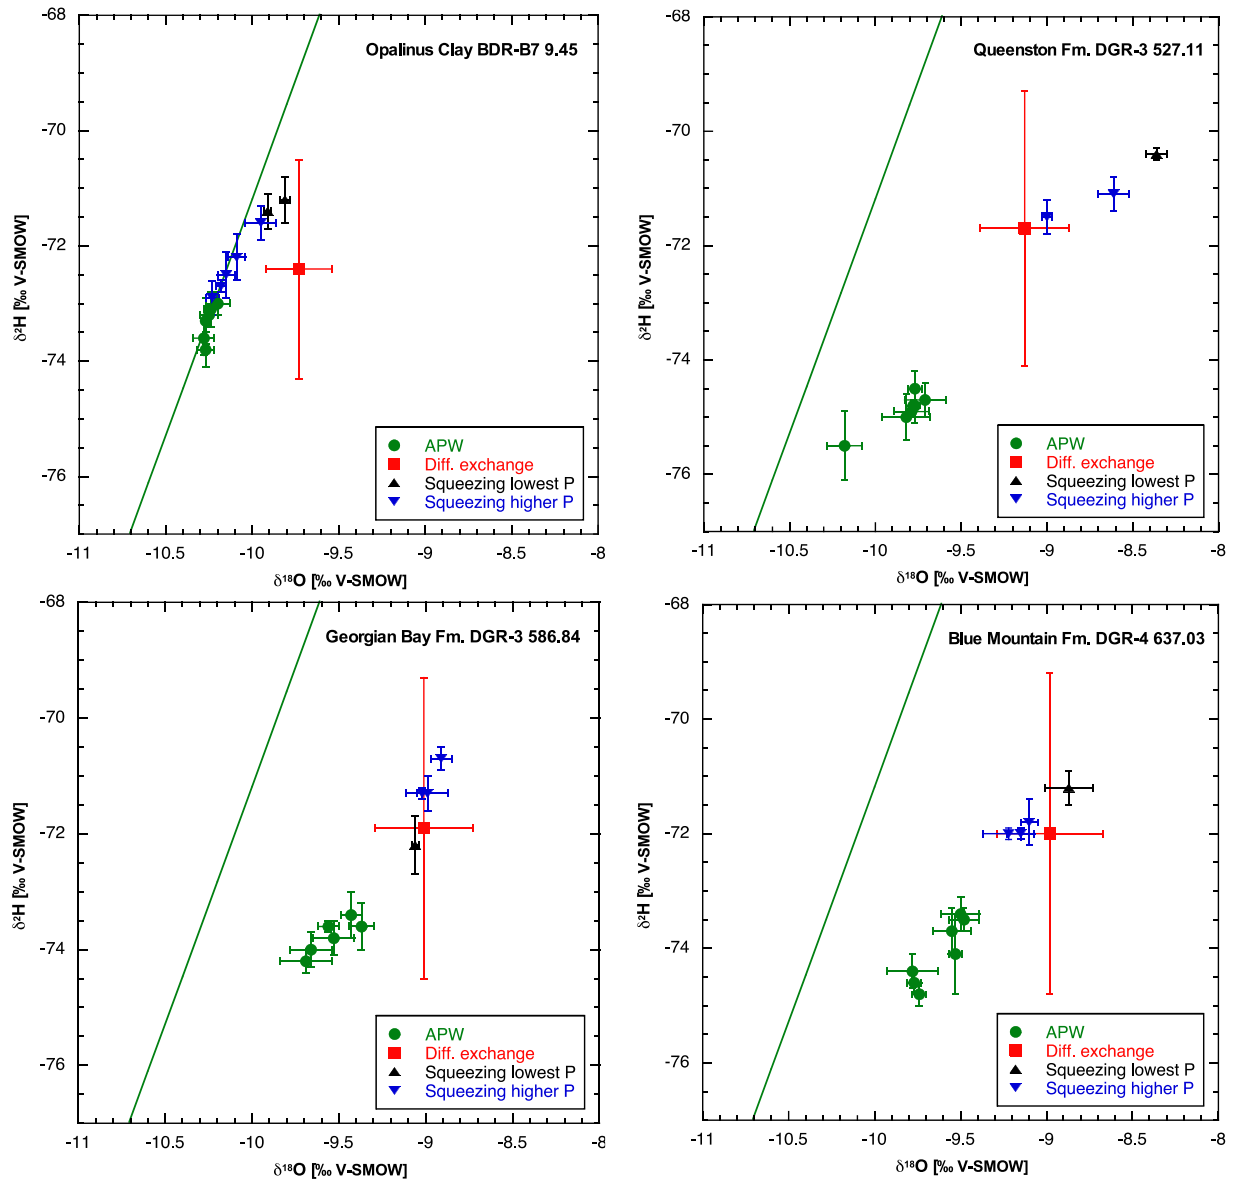 Opalinus Clay BDR-B7 9.45
-68
-70
-72
-74
-76
δ²H [‰ V-SMOW]
APW
Diff. exchange
Squeezing lowest P
Squeezing higher P
-11
-10.5
-10
-9.5
-9
-8.5
-8
δ¹⁸O [‰ V-SMOW]
Queenston Fm. DGR-3 527.11
-68
-70
-72
-74
-76
δ²H [‰ V-SMOW]
APW
Diff. exchange
Squeezing lowest P
Squeezing higher P
-11
-10.5
-10
-9.5
-9
-8.5
-8
δ¹⁸O [‰ V-SMOW]
Georgian Bay Fm. DGR-3 586.84
-68
-70
-72
-74
-76
δ²H [‰ V-SMOW]
APW
Diff. exchange
Squeezing lowest P
Squeezing higher P
-11
-10.5
-10
-9.5
-9
-8.5
-8
δ¹⁸O [‰ V-SMOW]
Blue Mountain Fm. DGR-4 637.03
-68
-70
-72
-74
-76
δ²H [‰ V-SMOW]
APW
Diff. exchange
Squeezing lowest P
Squeezing higher P
-11
-10.5
-10
-9.5
-9
-8.5
-8
δ¹⁸O [‰ V-SMOW]